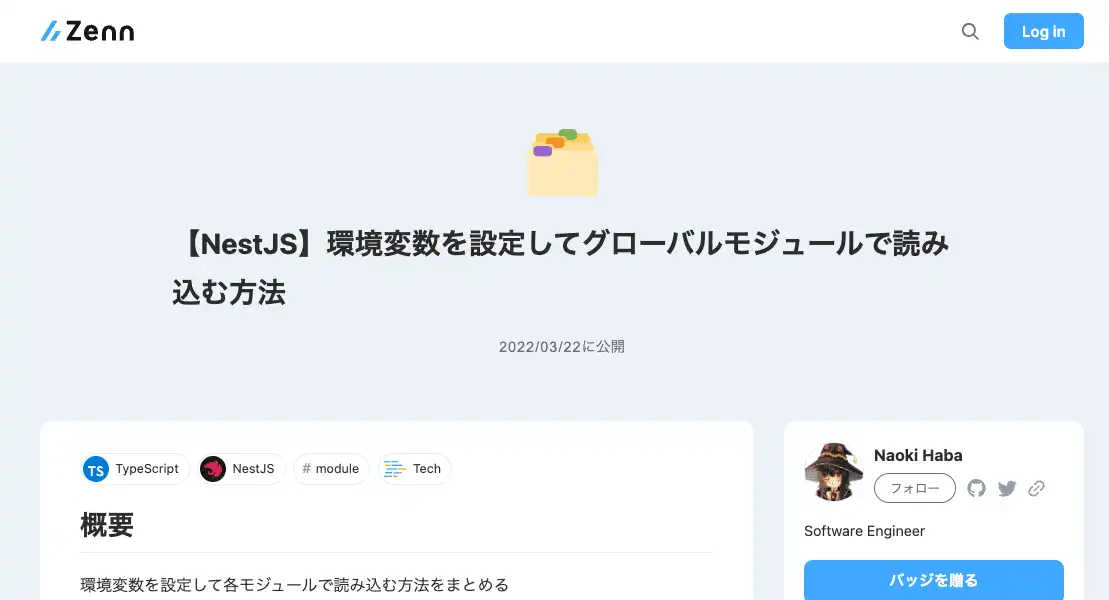 Zenn
Log in
【NestJS】環境変数を設定してグローバルモジュールで読み
込む方法
2022/03/22に公開
TS TypeScript NestJS # module Tech
概要
環境変数を設定して各モジュールで読み込む方法をまとめる
Naoki Haba
フォロー
Software Engineer
バッジを贈る